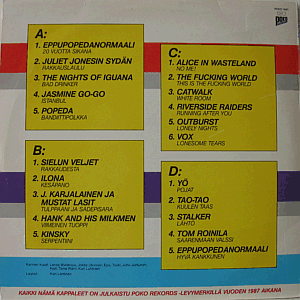 POKO
A:
1. EPPUPOPEDANORMAALI
20 VUOTTA SIKANA
2. JULIET JONESIN SYDÄN
RAKKAUSLAULU
3. THE NIGHTS OF IGUANA
BAD DRINKER
4. JASMINE GO-GO
ISTANBUL
5. POPEDA
BANDIITTIPOLKKA
B:
1. SIELUN VELJET
RAKKAUDESTA
2. ILONA
KESÄPANO
3. J. KARJALAINEN JA
MUSTAT LASIT
TULPPAANI JA SADEPISARA
4. HANK AND HIS MILKMEN
VIIMEINEN TUOPPI
5. KINSKY
SERPENTIINI
C:
1. ALICE IN WASTELAND
NO ME!
2. THE FUCKING WORLD
THIS IS THE FUCKING WORLD
3. CATWALK
WHITE ROOM
4. RIVERSIDE RAIDERS
RUNNING AFTER YOU
5. OUTBURST
LONELY NIGHTS
6. VOX
LONESOME TEARS
D:
1. YÖ
POJAT
2. TAO-TAO
KUULEN TAAS
3. STALKER
LÄHTÖ
4. TOM ROINILA
SAARENMAAN VALSSI
5. EPPUPOPEDANORMAALI
HYVÄ KANKKUNEN
KAIKKI NÄMÄ KAPPALEET ON JULKAISTU POKO RECORDS -LEVYMERKILLÄ VUODEN 1987 AIKANA